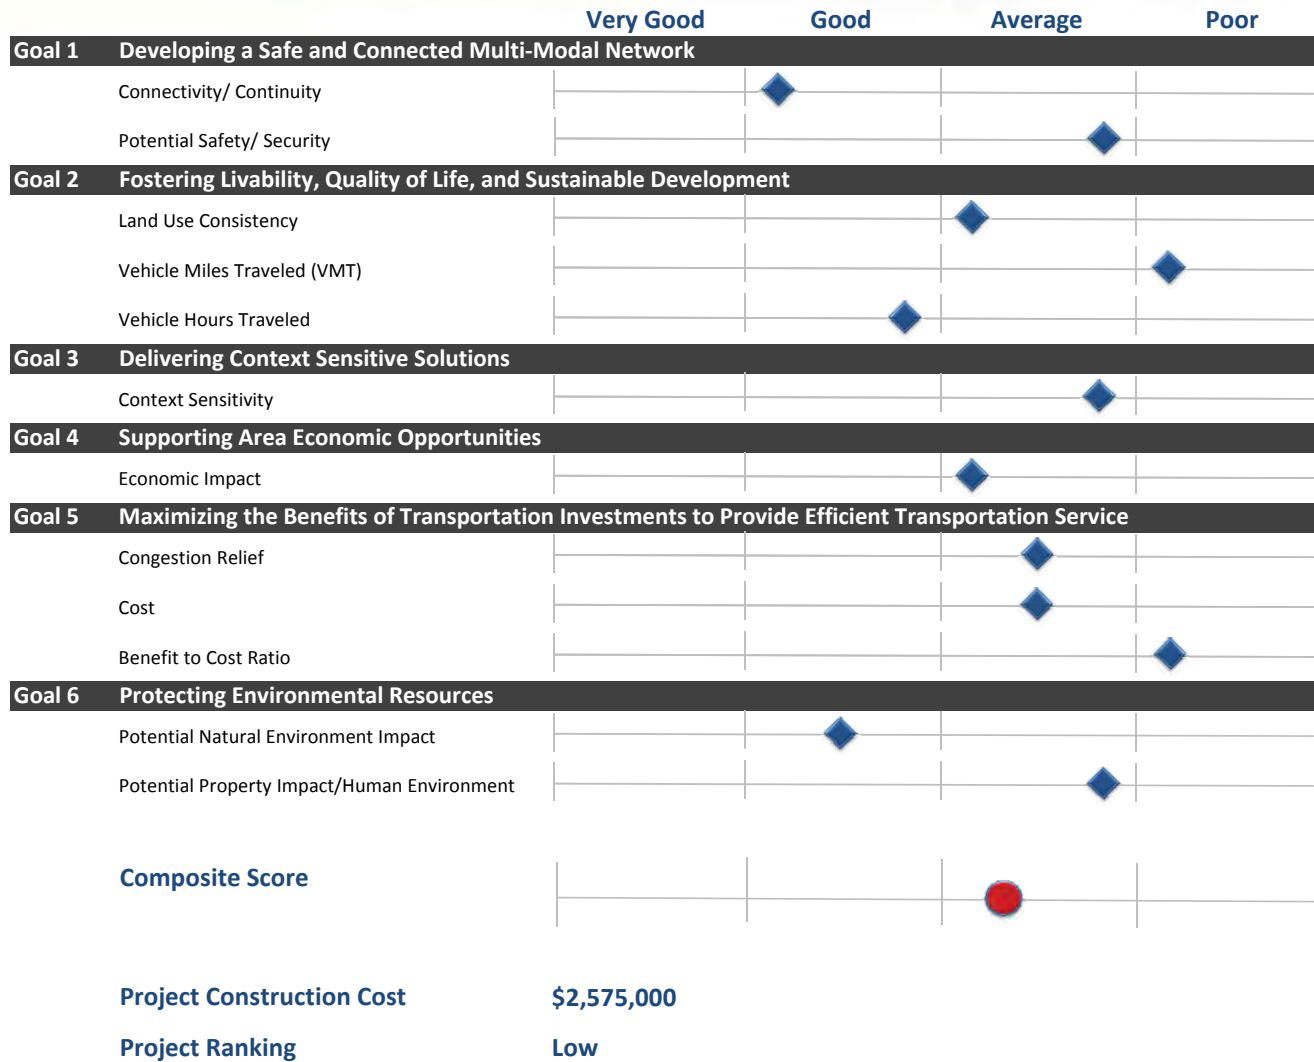 Very Good Good Average Poor
Goal 1 Developing a Safe and Connected Multi-Modal Network
Connectivity/ Continuity
Potential Safety/ Security
Goal 2 Fostering Livability, Quality of Life, and Sustainable Development
Land Use Consistency
Vehicle Miles Traveled (VMT)
Vehicle Hours Traveled
Goal 3 Delivering Context Sensitive Solutions
Context Sensitivity
Goal 4 Supporting Area Economic Opportunities
Economic Impact
Goal 5 Maximizing the Benefits of Transportation Investments to Provide Efficient Transportation Service
Congestion Relief
Cost
Benefit to Cost Ratio
Goal 6 Protecting Environmental Resources
Potential Natural Environment Impact
Potential Property Impact/Human Environment
Composite Score
Project Construction Cost $2,575,000
Project Ranking Low